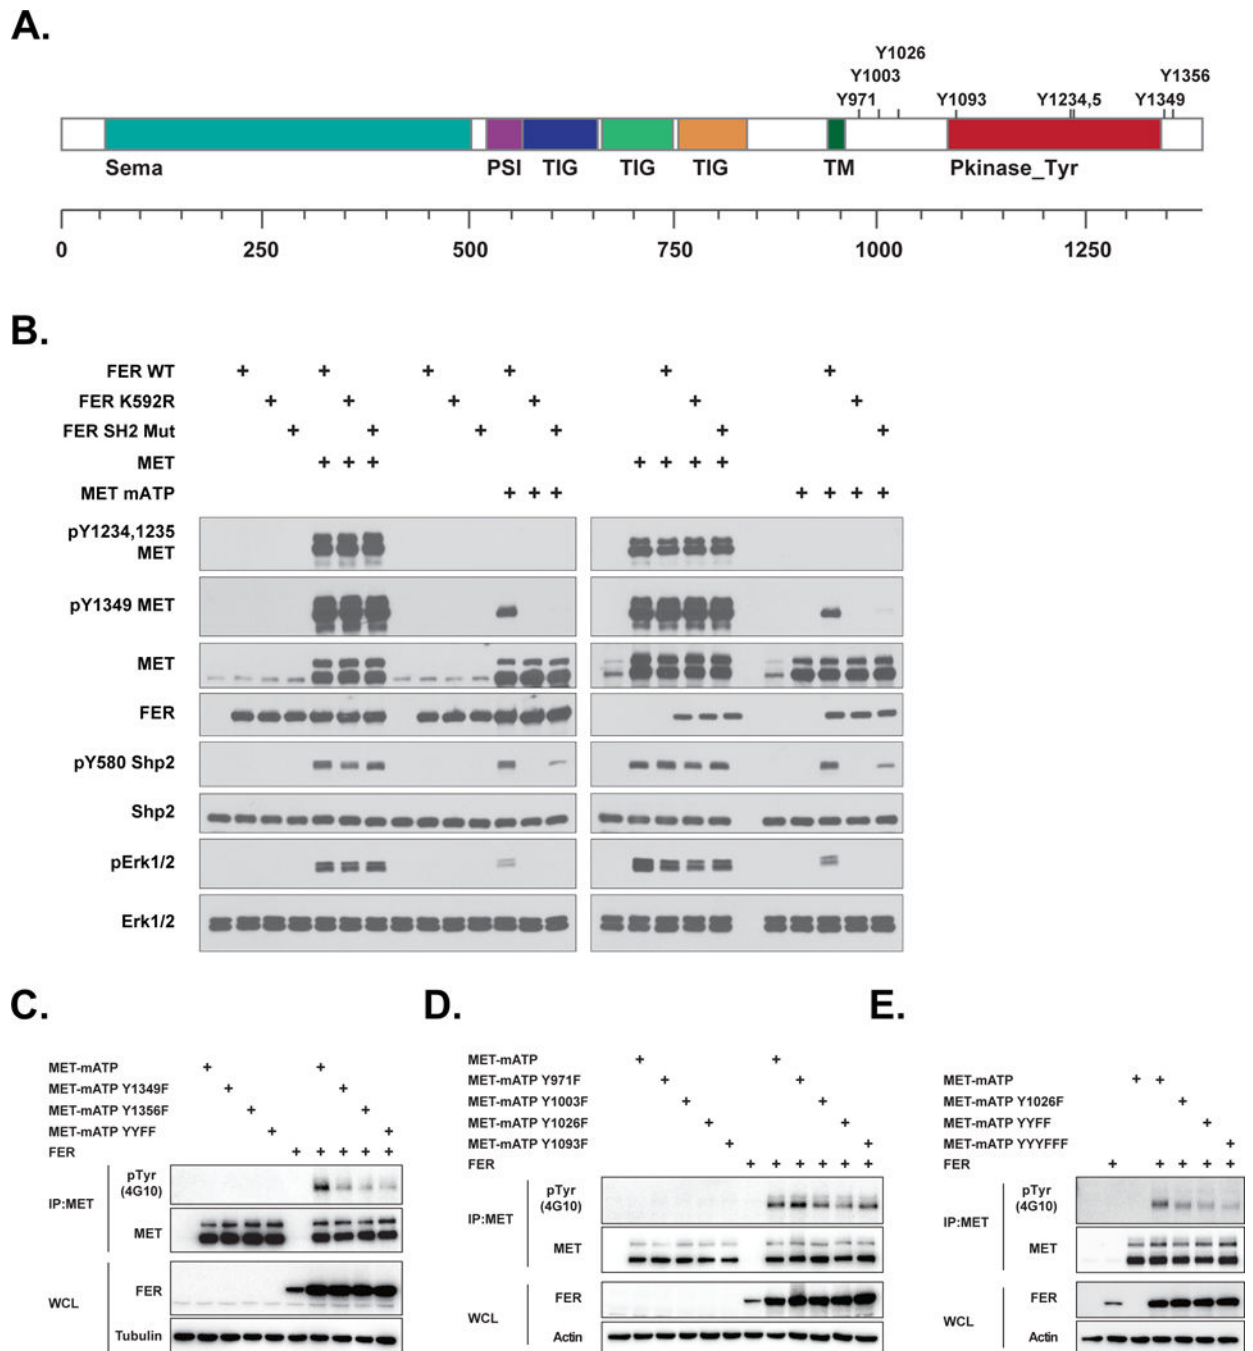 A.
Y1026
Y1003 Y1356
Y971 Y1093 Y1234,5 Y1349
Sema PSI TIG TIG TIG TM Pkinase_Tyr
0 250 500 750 1000 1250
B.
FER WT + + + + + +
FER K592R + + + + + +
FER SH2 Mut + + + + + +
MET + + + + + + +
MET mATP + + + + + + +
pY1234,1235
MET
pY1349 MET
MET
FER
pY580 Shp2
Shp2
pErk1/2
Erk1/2
C.
MET-mATP + +
MET-mATP Y1349F + +
MET-mATP Y1356F + +
MET-mATP YYFF + +
FER + + + + +
IP:MET
pTyr
(4G10)
MET
WCL
FER
Tubulin
D.
MET-mATP + +
MET-mATP Y971F + +
MET-mATP Y1003F + +
MET-mATP Y1026F + +
MET-mATP Y1093F + +
FER + + + + + +
IP:MET
pTyr
(4G10)
MET
WCL
FER
Actin
E.
MET-mATP + +
MET-mATP Y1026F +
MET-mATP YYFF +
MET-mATP YYYFFF +
FER + + + + +
IP:MET
pTyr
(4G10)
MET
WCL
FER
Actin